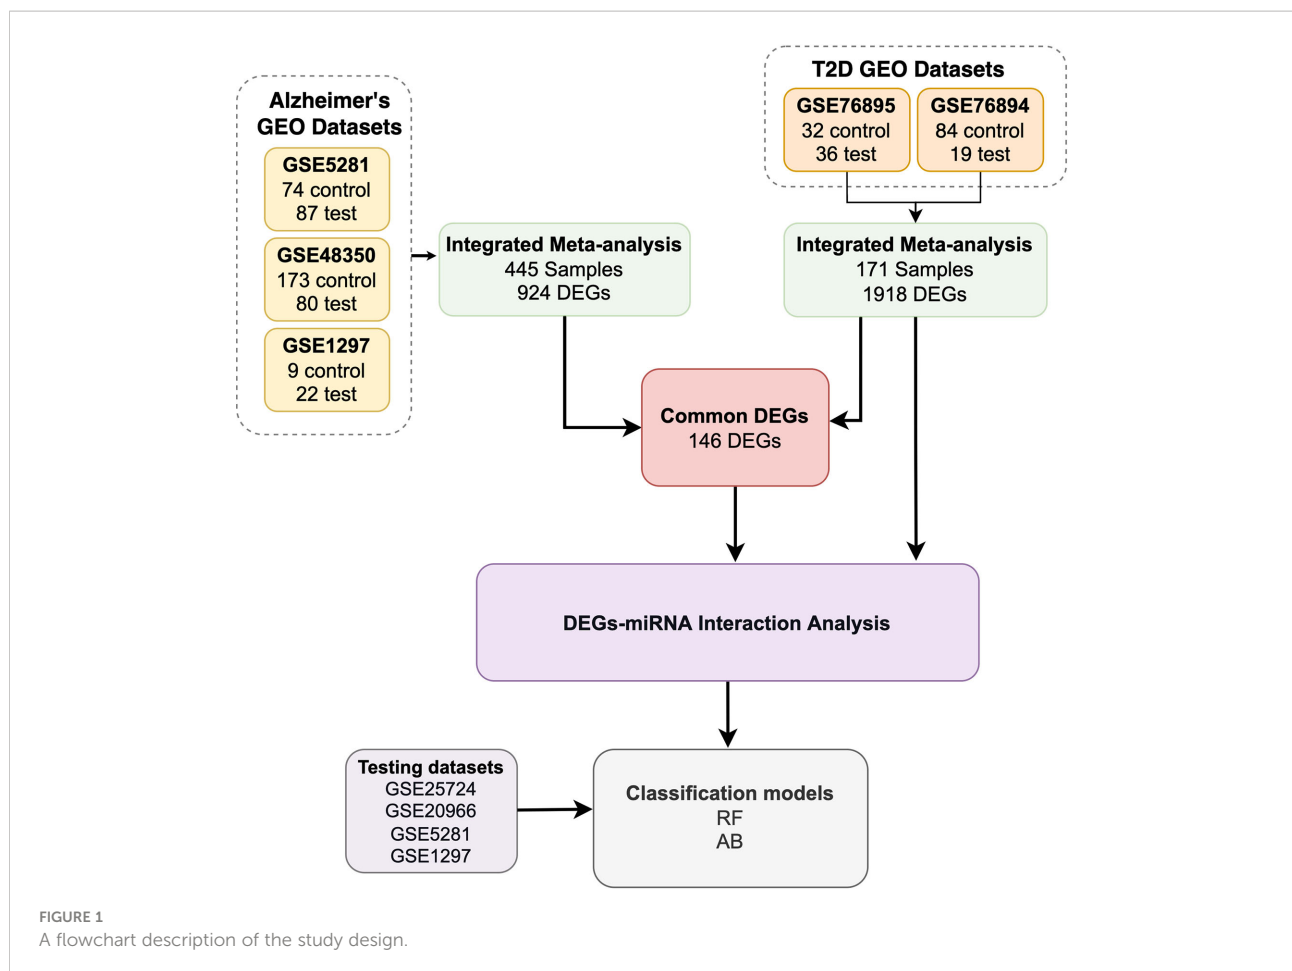 Alzheimer's
GEO Datasets
GSE5281
74 control
87 test
GSE48350
173 control
80 test
GSE1297
9 control
22 test
T2D GEO Datasets
GSE76895
32 control
36 test
GSE76894
84 control
19 test
Integrated Meta-analysis
445 Samples
924 DEGs
Integrated Meta-analysis
171 Samples
1918 DEGs
Common DEGs
146 DEGs
DEGs-miRNA Interaction Analysis
Testing datasets
GSE25724
GSE20966
GSE5281
GSE1297
Classification models
RF
AB
FIGURE 1
A flowchart description of the study design.